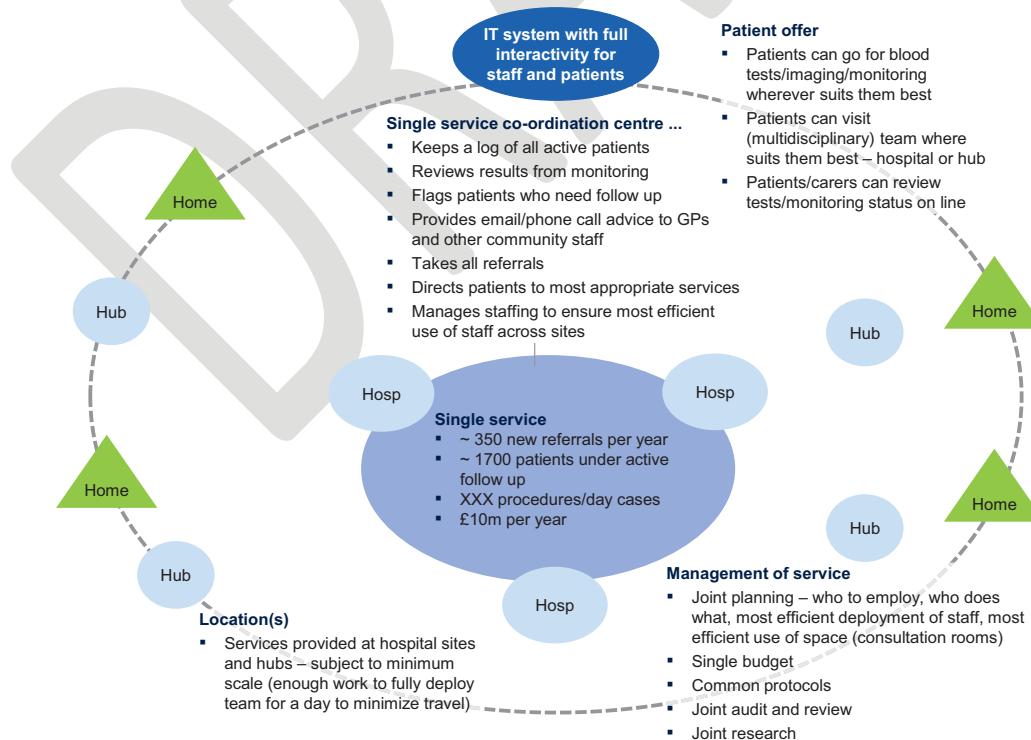 DR
IT system with full
interactivity for
staff and patients
Patient offer
▪ Patients can go for blood
tests/imaging/monitoring
wherever suits them best
▪ Patients can visit
(multidisciplinary) team where
suits them best – hospital or hub
▪ Patients/carers can review
tests/monitoring status on line
Single service co-ordination centre ...
▪ Keeps a log of all active patients
▪ Reviews results from monitoring
▪ Flags patients who need follow up
▪ Provides email/phone call advice to GPs
and other community staff
▪ Takes all referrals
▪ Directs patients to most appropriate services
▪ Manages staffing to ensure most efficient
use of staff across sites
Home
Hub
Home
Hub
Home
Hub
Home
Hub
Hosp
Hosp
Single service
▪ ~ 350 new referrals per year
▪ ~ 1700 patients under active
follow up
▪ XXX procedures/day cases
▪ £10m per year
Hosp
Location(s)
▪ Services provided at hospital sites
and hubs – subject to minimum
scale (enough work to fully deploy
team for a day to minimize travel)
Management of service
▪ Joint planning – who to employ, who does
what, most efficient deployment of staff, most
efficient use of space (consultation rooms)
▪ Single budget
▪ Common protocols
▪ Joint audit and review
▪ Joint research